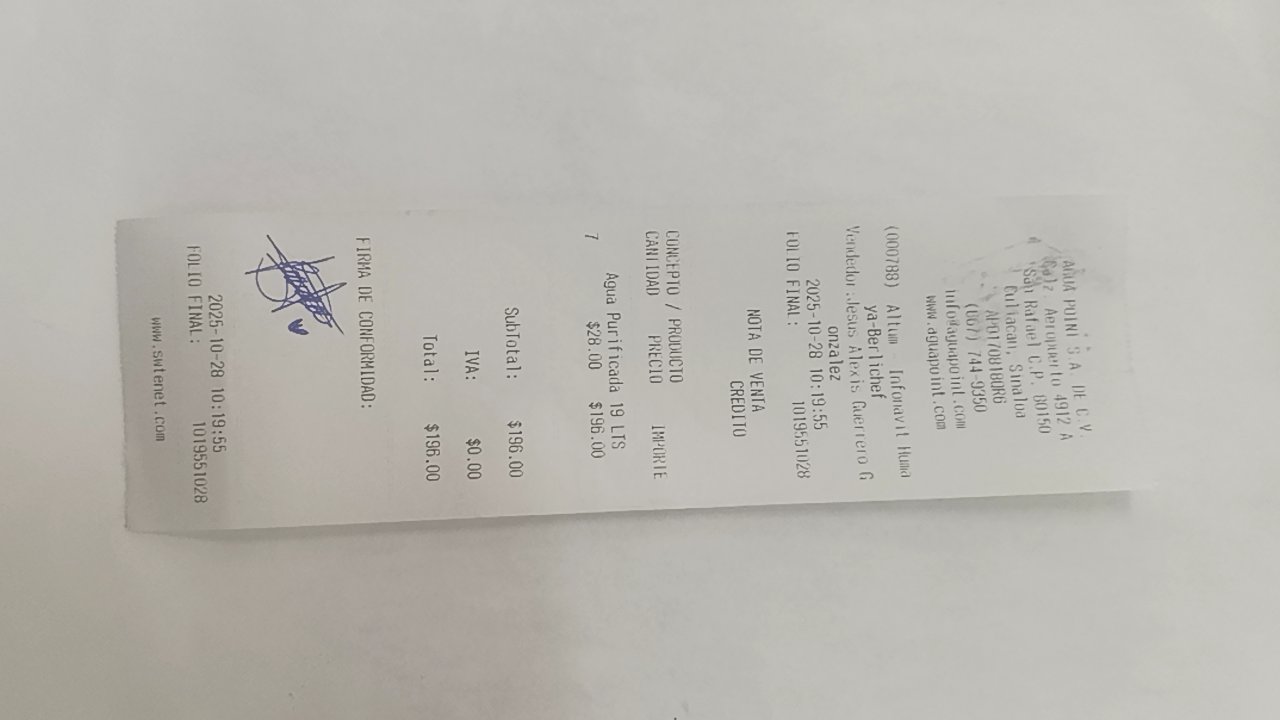 AGUA POINT S.A. DE C.V.
Calz. Aeropuerto 4912 A
San Rafael C.P. 80150
Culiacan, Sinaloa
(667) 744-9350
info@aguapoint.com
www.aguapoint.com
(000788) Altum - Infonavit Huma
ya-Berlichef
Vendedor:Jesus Alexis Guerrero G
onzalez
2025-10-28 10:19:55
FOLIO FINAL: 1019551028
NOTA DE VENTA
CREDITO
CONCEPTO / PRODUCTO
CANTIDAD PRECIO IMPORTE
Agua Purificada 19 LTS
7 $28.00 $196.00
SubTotal: $196.00
IVA: $0.00
Total: $196.00
FIRMA DE CONFORMIDAD:
2025-10-28 10:19:55
FOLIO FINAL: 1019551028
www.swtenet.com